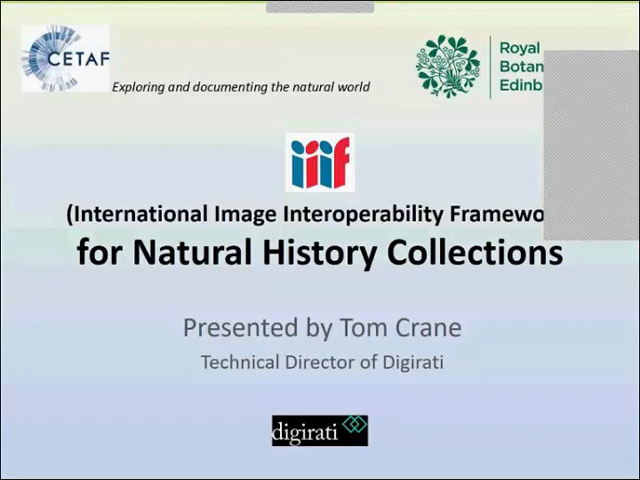 CETAF
Exploring and documenting the natural world
Royal
Botan
Edinb
iiif
(International Image Interoperability Framewo
for Natural History Collections
Presented by Tom Crane
Technical Director of Digirati
digirati